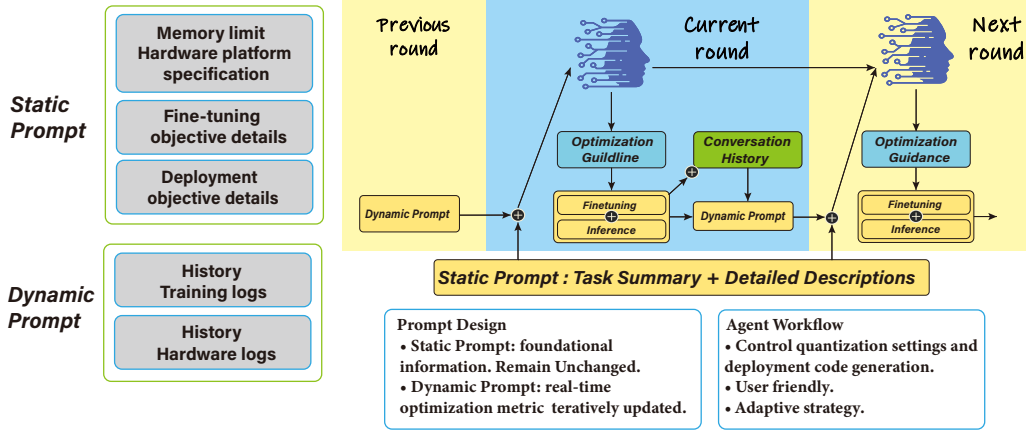 Static
Prompt
Memory limit
Hardware platform
specification
Fine-tuning
objective details
Deployment
objective details
Dynamic
Prompt
History
Training logs
History
Hardware logs
Previous
round
Current
round
Next
round
Optimization
Guildline
Conversation
History
Optimization
Guidance
Dynamic Prompt
Finetuning
Inference
Dynamic Prompt
Finetuning
Inference
Static Prompt : Task Summary + Detailed Descriptions
Prompt Design
• Static Prompt: foundational
information. Remain Unchanged.
• Dynamic Prompt: real-time
optimization metric teratively updated.
Agent Workflow
• Control quantization settings and
deployment code generation.
• User friendly.
• Adaptive strategy.